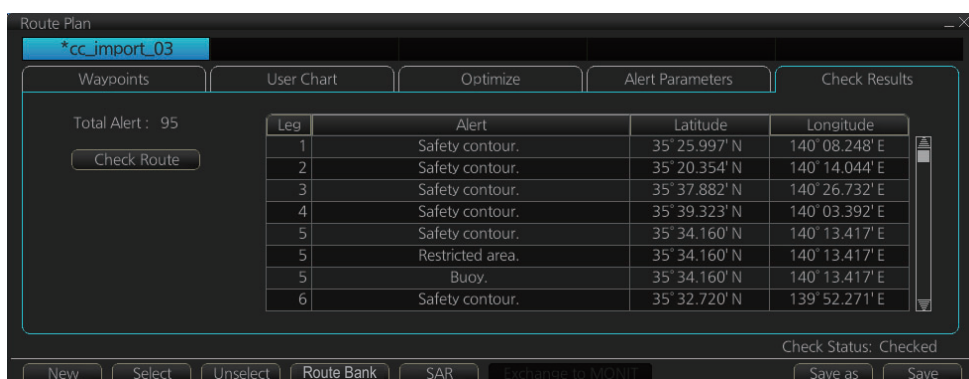 Route Plan
*cc_import_03
Waypoints User Chart Optimize Alert Parameters Check Results
Total Alert : 95
Check Route
Leg Alert Latitude Longitude
1 Safety contour. 35°25.997' N 140°08.248' E
2 Safety contour. 35°20.354' N 140°14.044' E
3 Safety contour. 35°37.882' N 140°26.732' E
4 Safety contour. 35°39.323' N 140°03.392' E
5 Safety contour. 35°34.160' N 140°13.417' E
5 Restricted area. 35°34.160' N 140°13.417' E
5 Buoy. 35°34.160' N 140°13.417' E
6 Safety contour. 35°32.720' N 139°52.271' E
Check Status: Checked
New Select Unselect Route Bank SAR Exchange to MONIT Save as Save